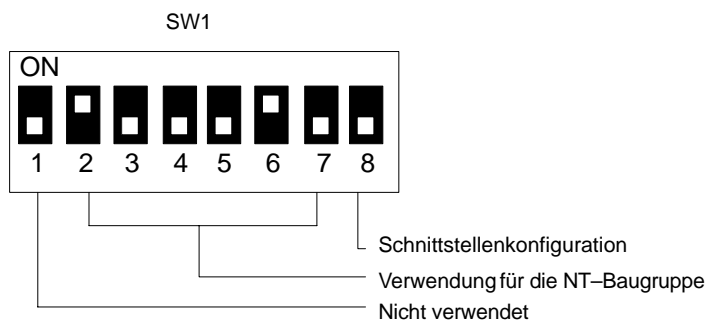 SW1
ON
1 2 3 4 5 6 7 8
Schnittstellenkonfiguration
Verwendung für die NT–Baugruppe
Nicht verwendet